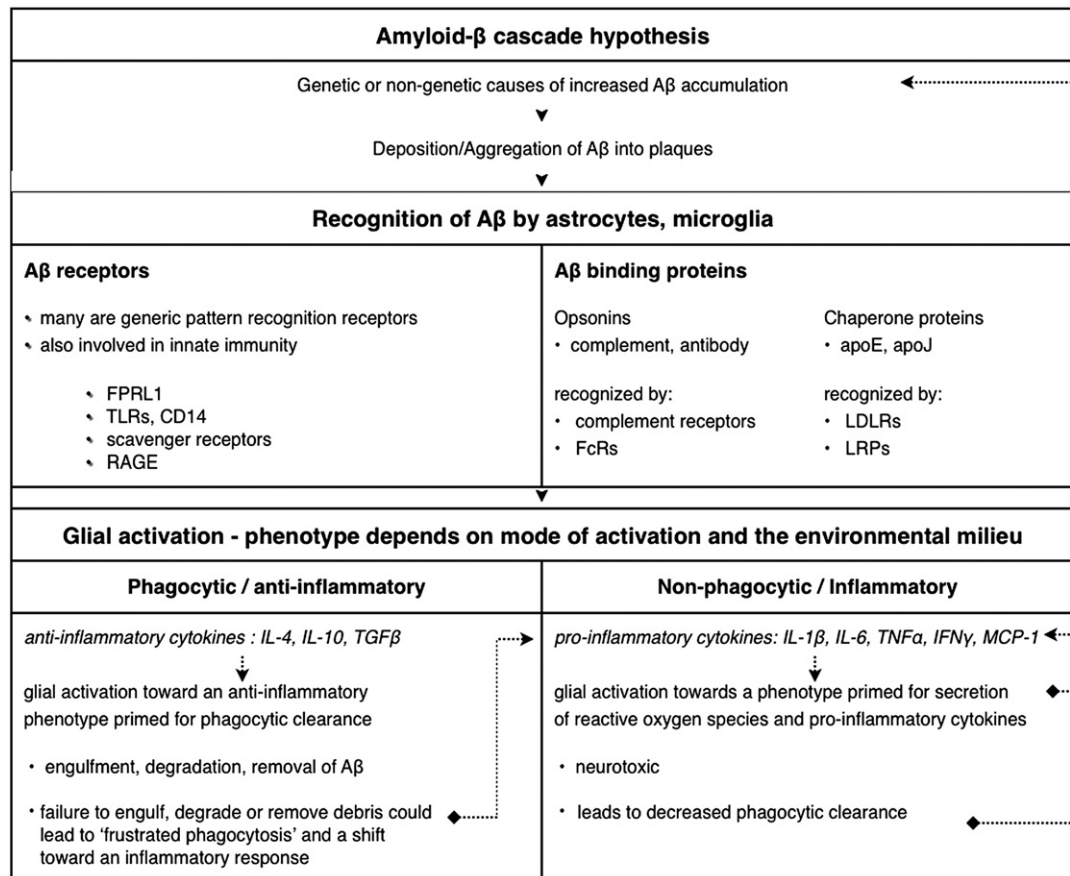 Amyloid-β cascade hypothesis
Genetic or non-genetic causes of increased Aβ accumulation
Deposition/Aggregation of Aβ into plaques
Recognition of Aβ by astrocytes, microglia
Aβ receptors
• many are generic pattern recognition receptors
• also involved in innate immunity
• FPRL1
• TLRs, CD14
• scavenger receptors
• RAGE
Aβ binding proteins
Opsonins
• complement, antibody
recognized by:
• complement receptors
• FcRs
Chaperone proteins
• apoE, apoJ
recognized by:
• LDLRs
• LRPs
Glial activation - phenotype depends on mode of activation and the environmental milieu
Phagocytic / anti-inflammatory
anti-inflammatory cytokines : IL-4, IL-10, TGFβ
glial activation toward an anti-inflammatory
phenotype primed for phagocytic clearance
• engulfment, degradation, removal of Aβ
• failure to engulf, degrade or remove debris could
lead to ‘frustrated phagocytosis’ and a shift
toward an inflammatory response
Non-phagocytic / Inflammatory
pro-inflammatory cytokines: IL-1β, IL-6, TNFα, IFNγ, MCP-1
glial activation towards a phenotype primed for secretion
of reactive oxygen species and pro-inflammatory cytokines
• neurotoxic
• leads to decreased phagocytic clearance